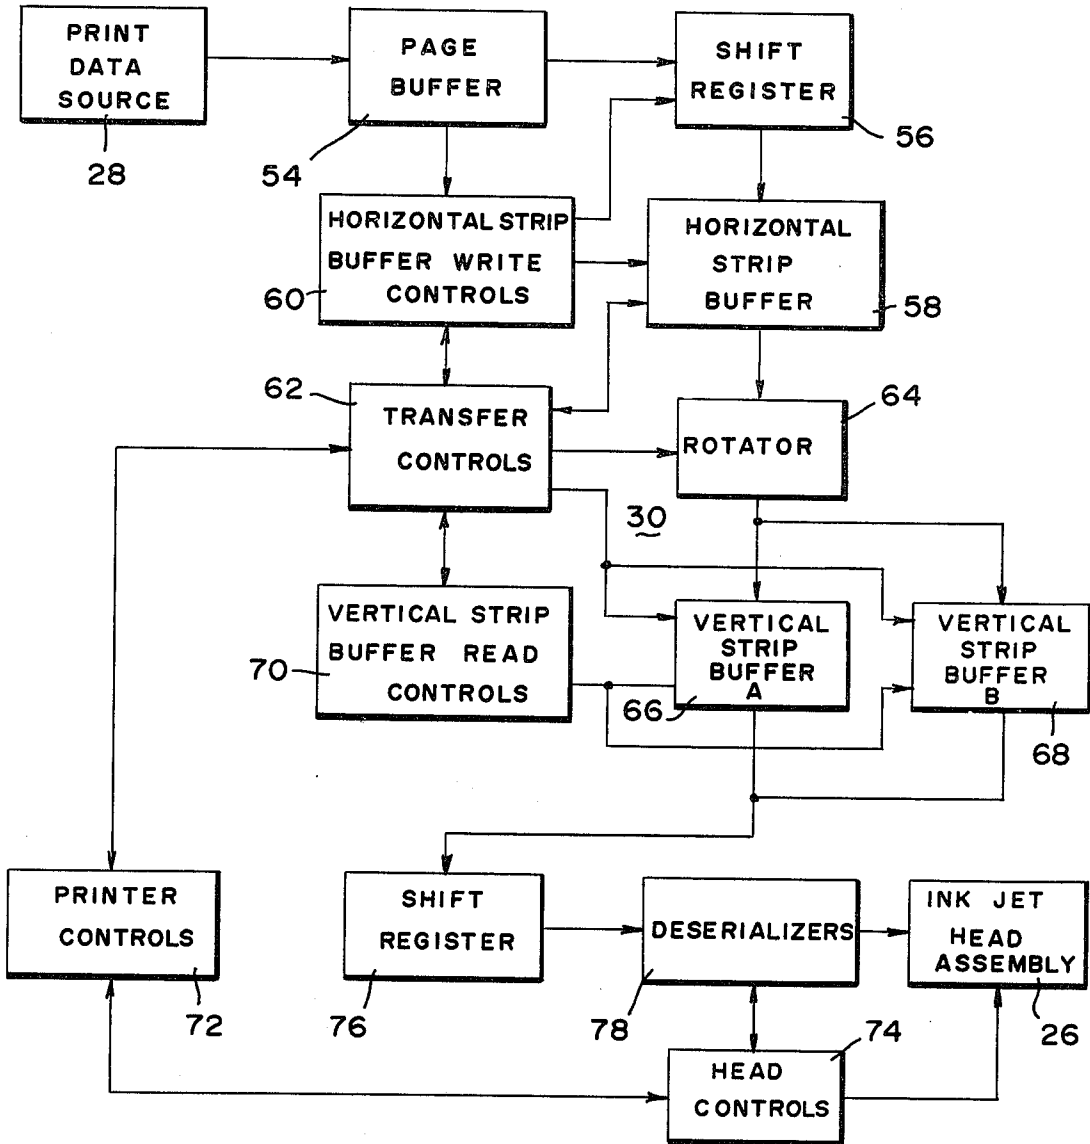 PRINT
DATA
SOURCE
28
PAGE
BUFFER
54
SHIFT
REGISTER
56
HORIZONTAL STRIP
BUFFER WRITE
CONTROLS
60
HORIZONTAL
STRIP
BUFFER
58
62
TRANSFER
CONTROLS
64
ROTATOR
30
VERTICAL STRIP
BUFFER READ
CONTROLS
70
VERTICAL
STRIP
BUFFER
A
66
VERTICAL
STRIP
BUFFER
B
68
PRINTER
CONTROLS
72
SHIFT
REGISTER
76
DESERIALIZERS
78
INK JET
HEAD
ASSEMBLY
26
74
HEAD
CONTROLS